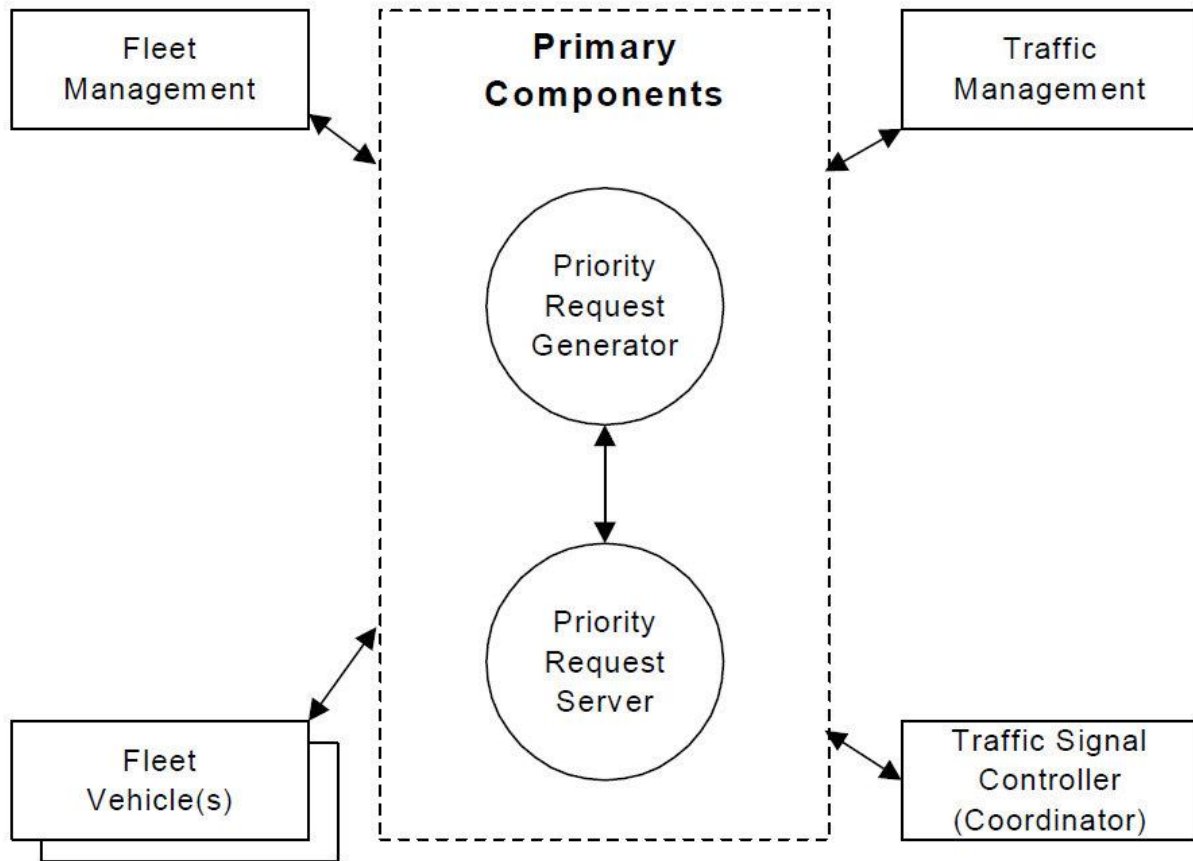 Fleet
Management
Primary
Components
Traffic
Management
Priority
Request
Generator
Priority
Request
Server
Fleet
Vehicle(s)
Traffic Signal
Controller
(Coordinator)